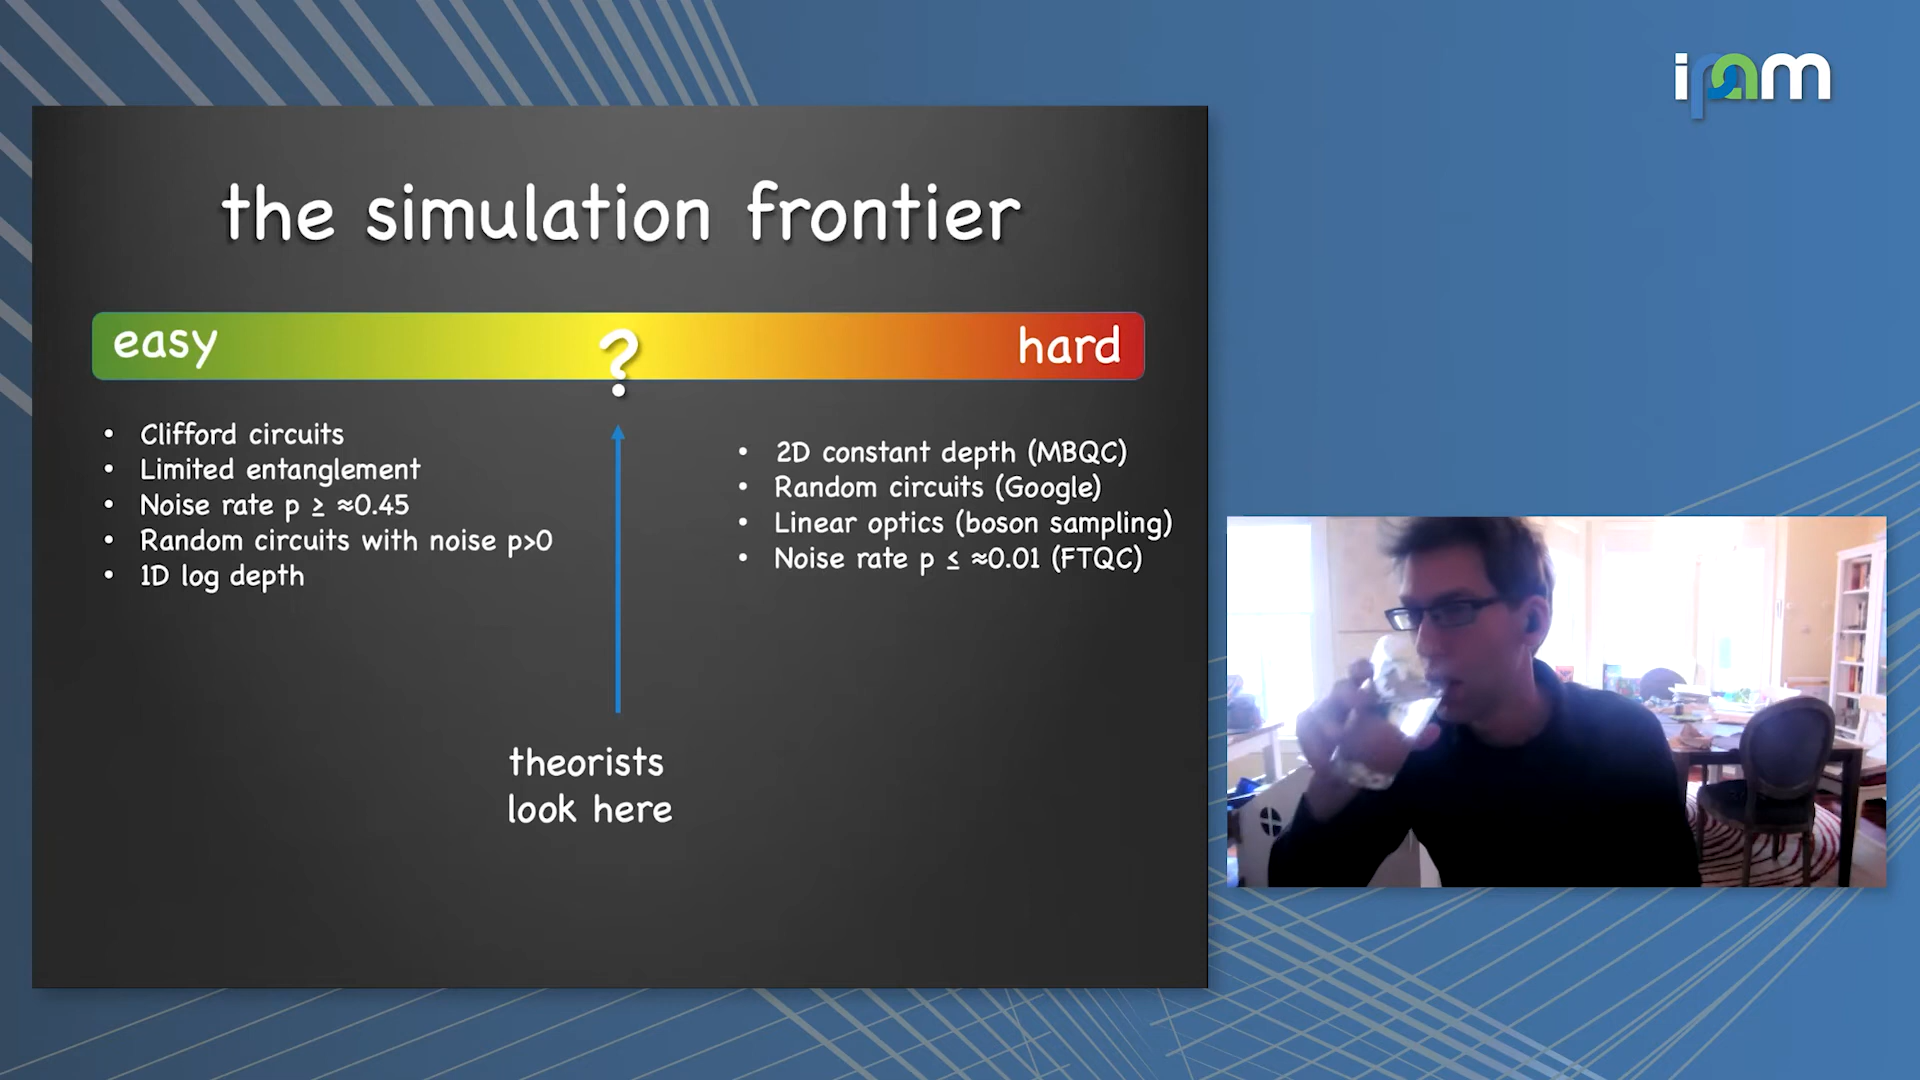 ipam
the simulation frontier
easy
?
hard
• Clifford circuits
• Limited entanglement
• Noise rate p ≥ ≈0.45
• Random circuits with noise p>0
• 1D log depth
• 2D constant depth (MBQC)
• Random circuits (Google)
• Linear optics (boson sampling)
• Noise rate p ≤ ≈0.01 (FTQC)
theorists
look here